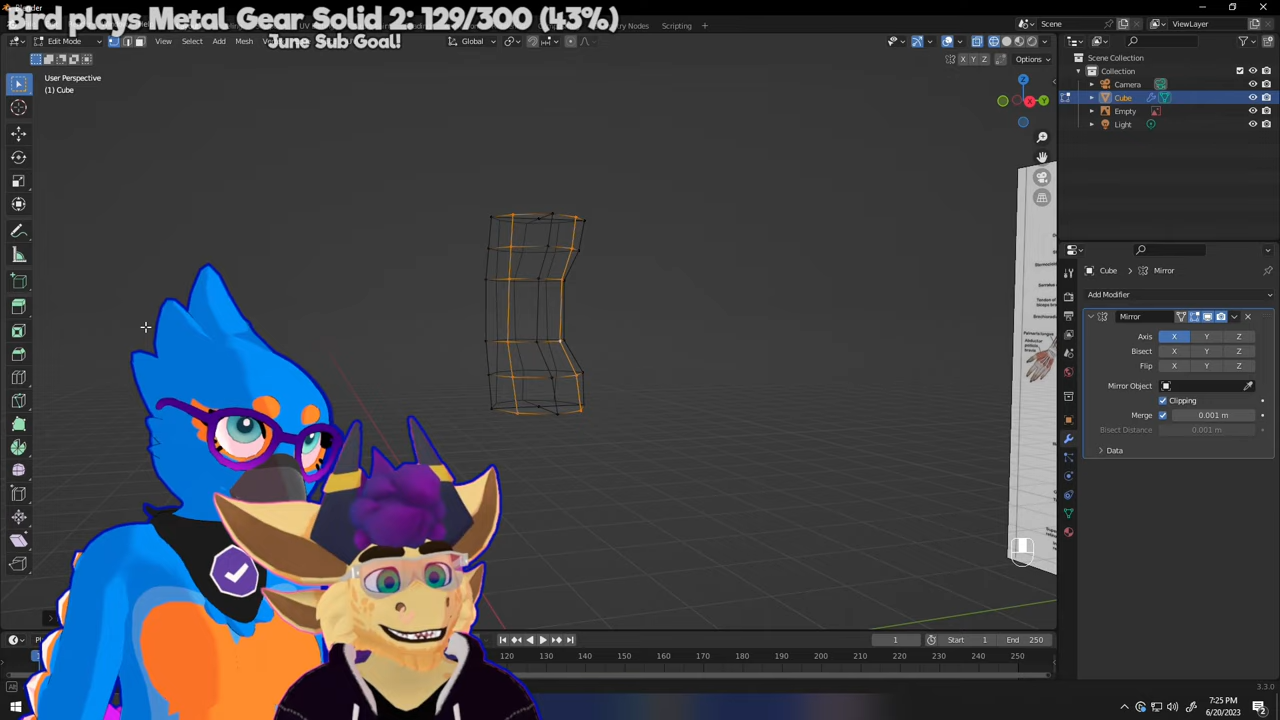 Blender
Bird plays Metal Gear Solid 2: 129/300 (43%)
June Sub Goal!
Scripting
Scene
ViewLayer
Edit Mode
View
Select
Add
Mesh
Global
X Y Z
Options
User Perspective
(1) Cube
Scene Collection
Collection
Camera
Cube
Empty
Light
Cube
Mirror
Add Modifier
Mirror
Axis X Y Z
Bisect X Y Z
Flip X Y Z
Mirror Object
Clipping
Merge 0.001 m
Bisect Distance 0.001 m
Data
1
Start 1
End 250
120 130 140 150 160 170 180 190 200 210 220 230 240 250
3.3.0
7:25 PM
6/20/2023